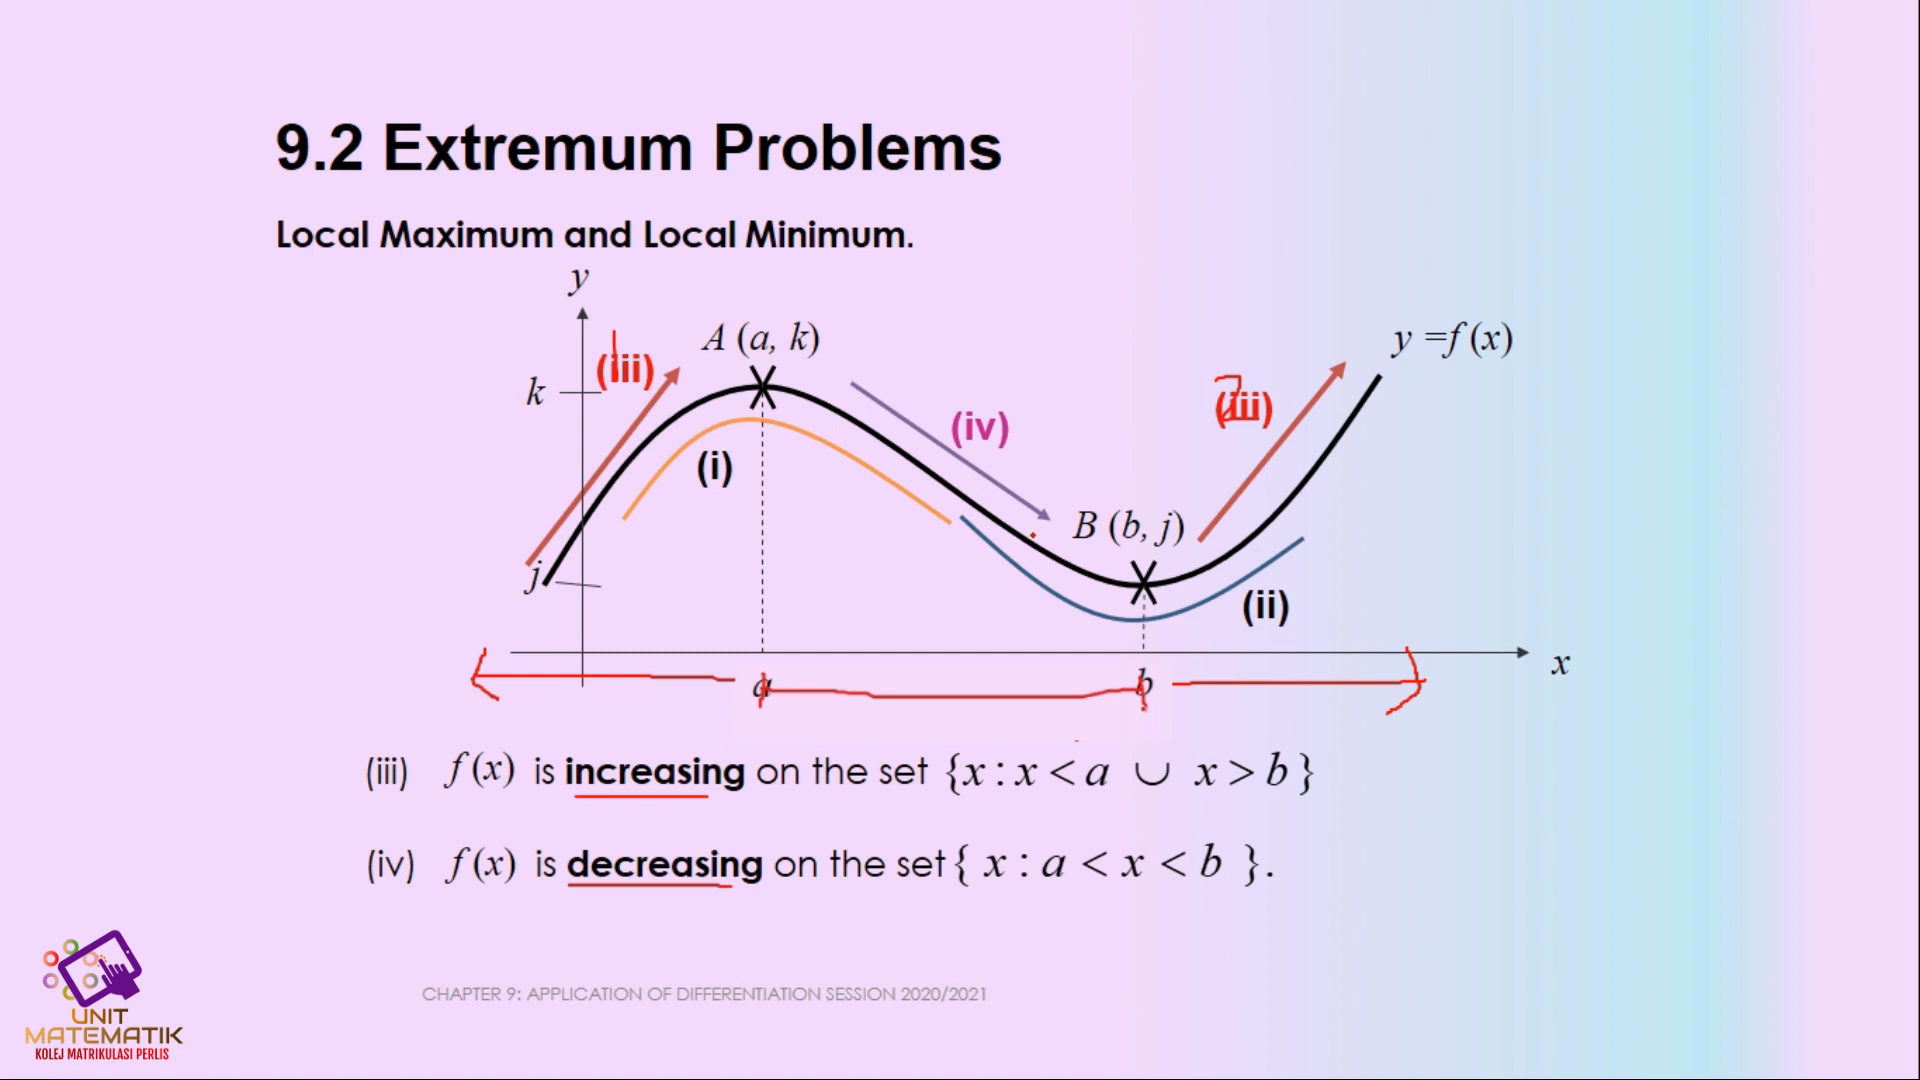 9.2 Extremum Problems
Local Maximum and Local Minimum.
y
A (a, k)
y =f (x)
k
(iii)
(iii)
(iv)
(i)
B (b, j)
j
(ii)
x
a
b
(iii) f (x) is increasing on the set {x : x < a ∪ x > b }
(iv) f (x) is decreasing on the set { x : a < x < b }.
CHAPTER 9: APPLICATION OF DIFFERENTIATION SESSION 2020/2021
UNIT
MATEMATIK
KOLEJ MATRIKULASI PERLIS